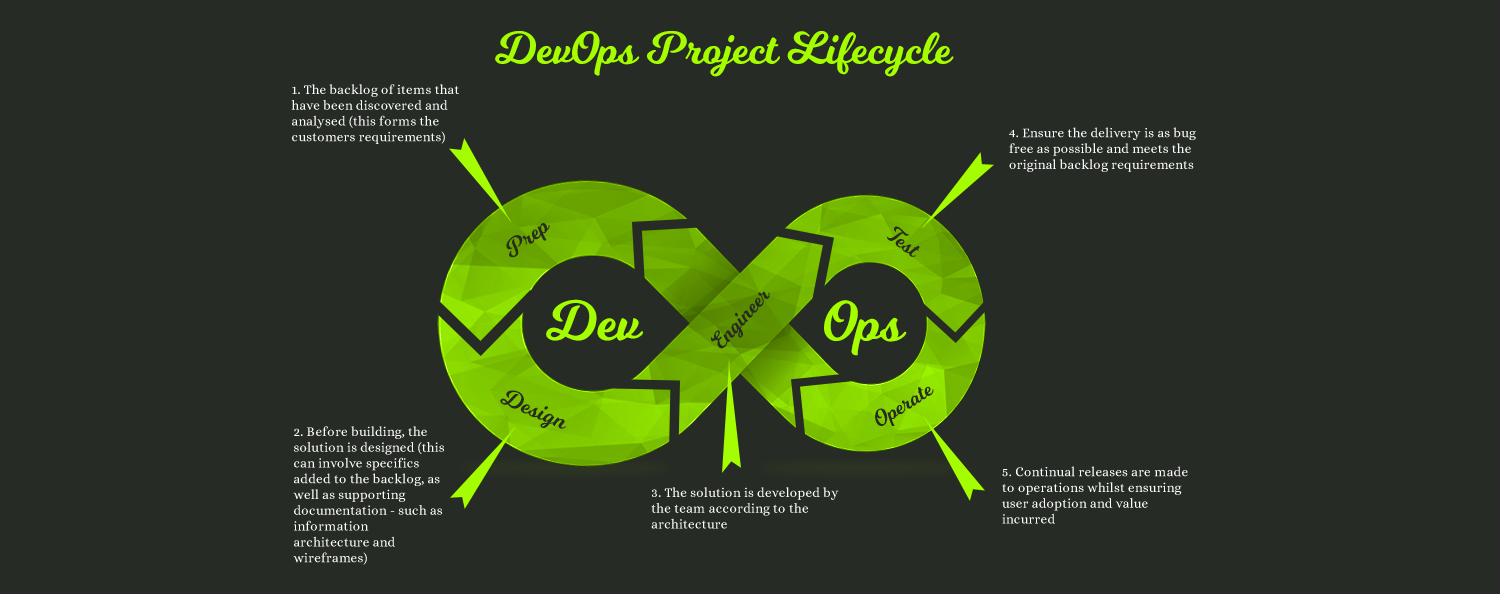 DevOps Project Lifecycle
1. The backlog of items that
have been discovered and
analysed (this forms the
customers requirements)
4. Ensure the delivery is as bug
free as possible and meets the
original backlog requirements
Prep
Test
Dev
Engineer
Ops
Design
Operate
2. Before building, the
solution is designed (this
can involve specifics
added to the backlog, as
well as supporting
documentation - such as
information
architecture and
wireframes)
3. The solution is developed by
the team according to the
architecture
5. Continual releases are made
to operations whilst ensuring
user adoption and value
incurred